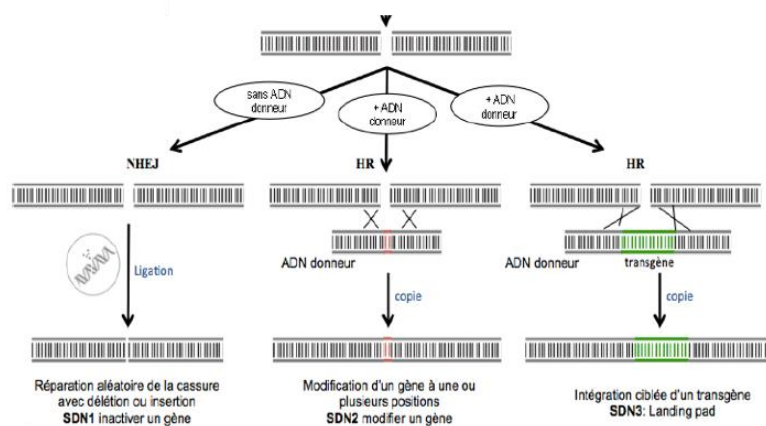 sans ADN
donneur
+ ADN
donneur
+ ADN
donneur
NHEJ
HR
HR
Ligation
ADN donneur
copie
ADN donneur
transgène
copie
Réparation aléatoire de la cassure
avec délétion ou insertion
SDN1 inactiver un gène
Modification d'un gène à une ou
plusieurs positions
SDN2 modifier un gène
Intégration ciblée d'un transgène
SDN3: Landing pad